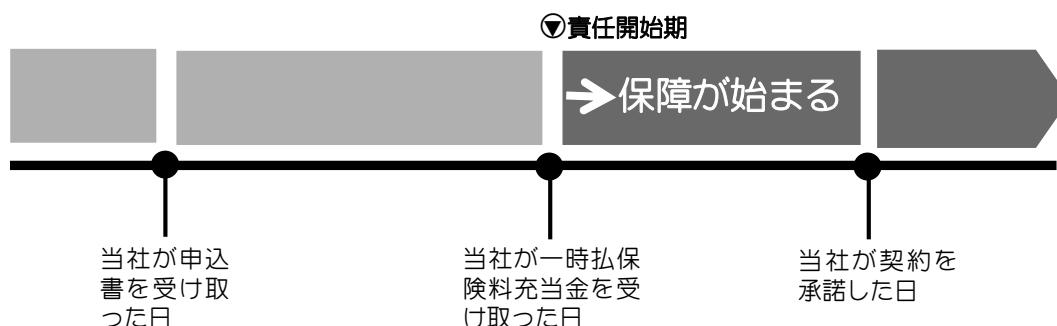 ▼責任開始期
→保障が始まる
当社が申込
書を受け取
った日
当社が一時払保
険料充当金を受
け取った日
当社が契約を
承諾した日